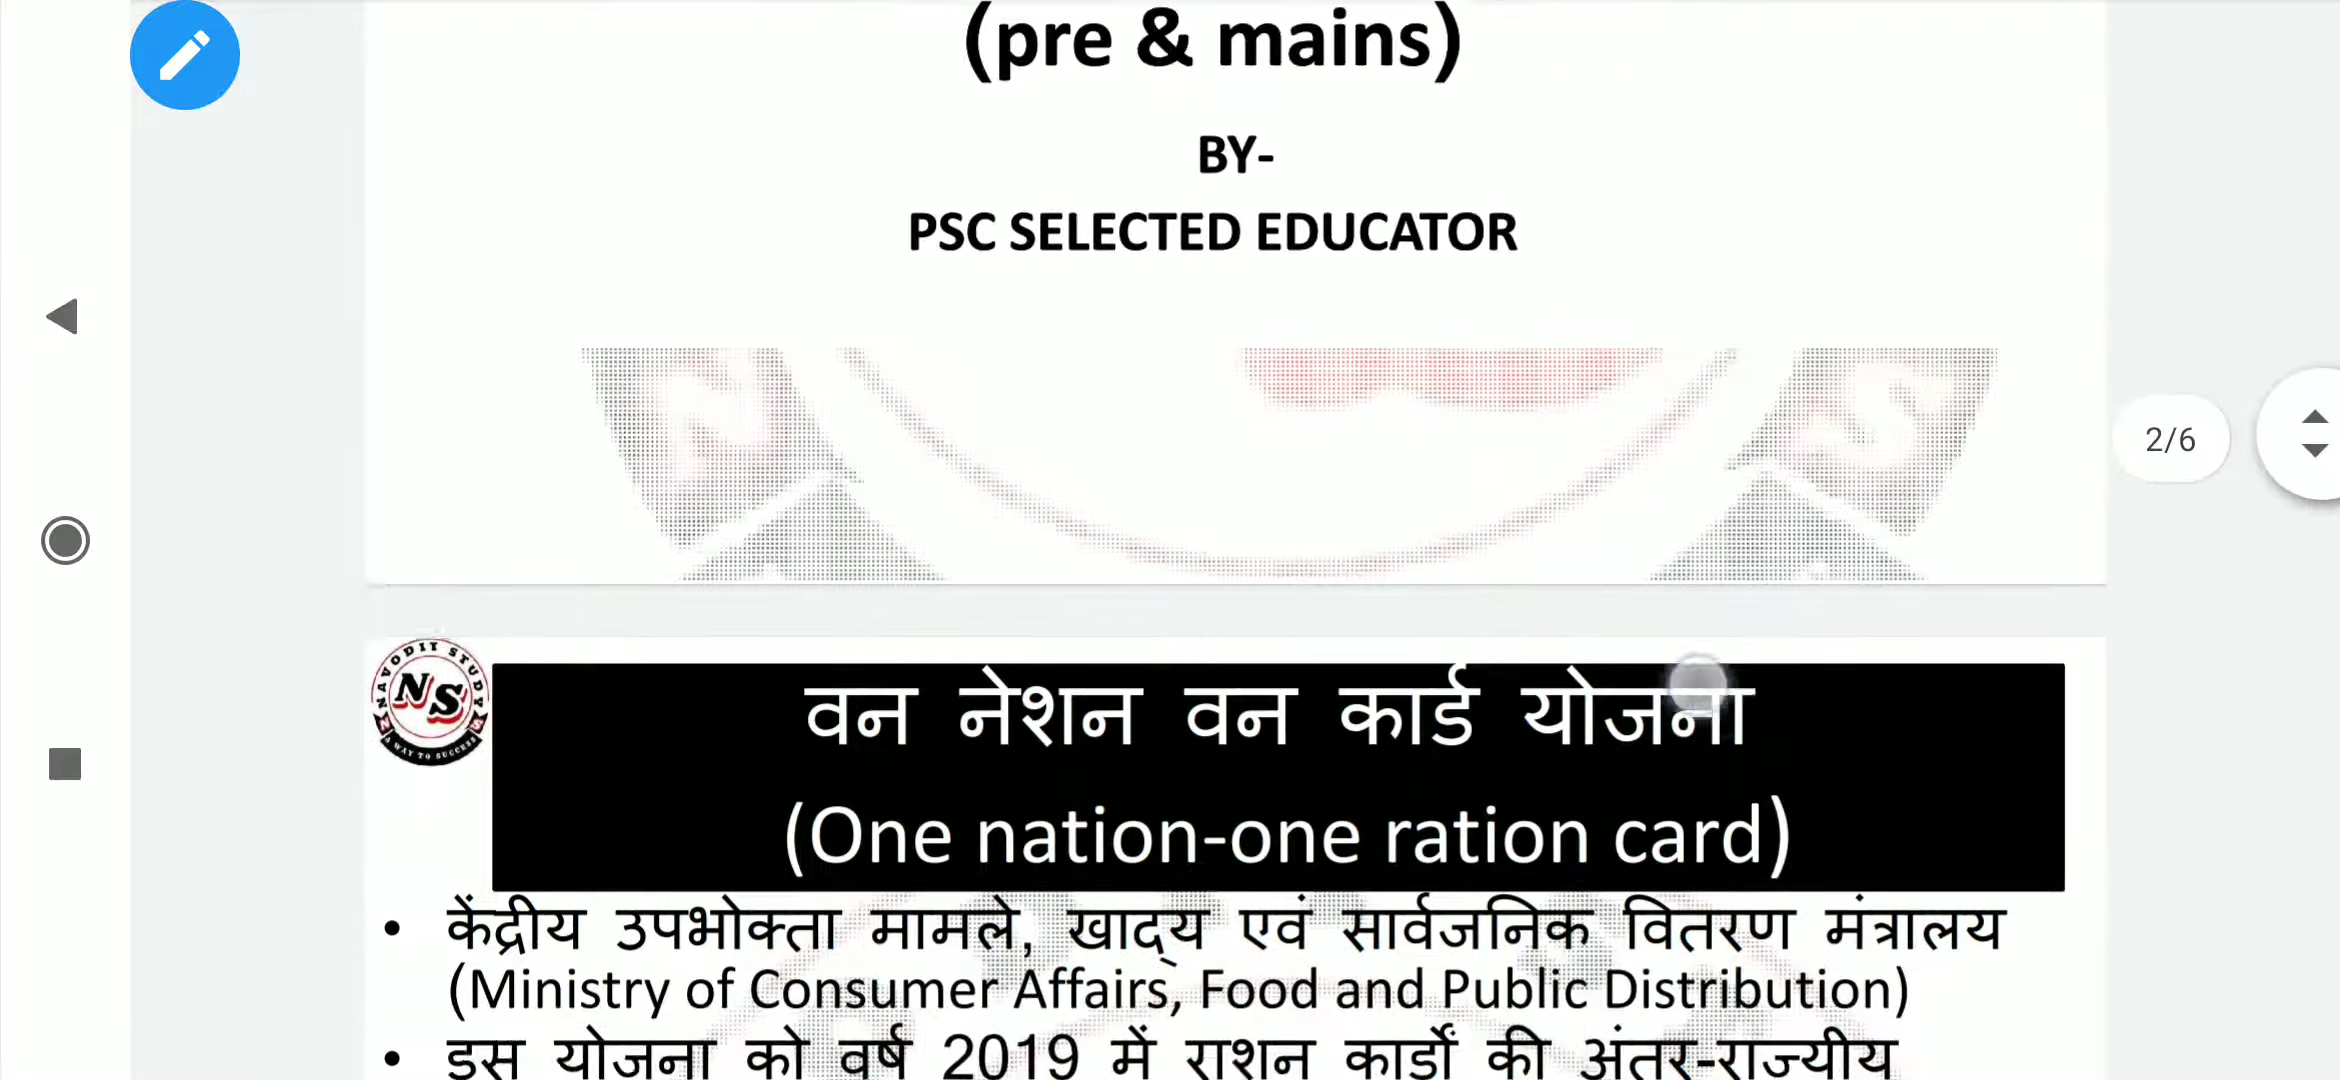 (pre & mains)
BY-
PSC SELECTED EDUCATOR
2/6
NAVODIT STUDY
NS
A WAY TO SUCCESS
वन नेशन वन कार्ड योजना
(One nation-one ration card)
• केंद्रीय उपभोक्ता मामले, खाद्य एवं सार्वजनिक वितरण मंत्रालय
(Ministry of Consumer Affairs, Food and Public Distribution)
• इस योजना को वर्ष 2019 में राशन कार्डों की अंतर-राज्यीय